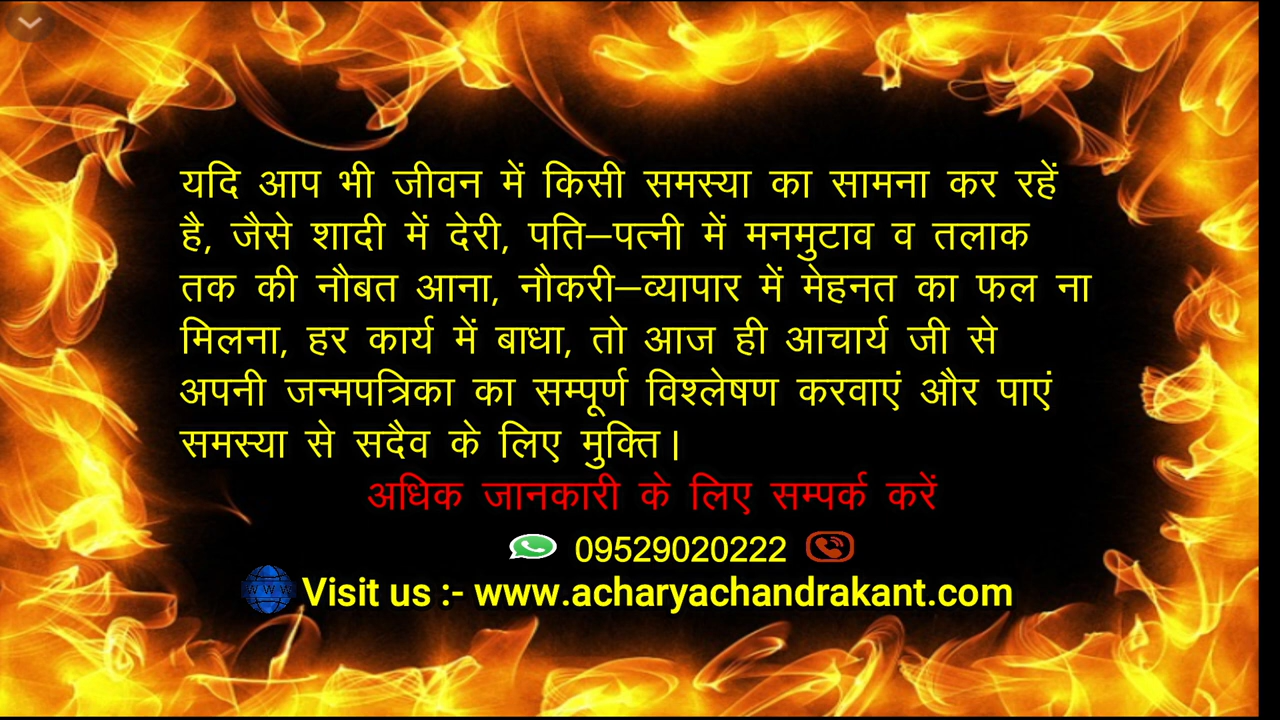 यदि आप भी जीवन में किसी समस्या का सामना कर रहें
है, जैसे शादी में देरी, पति–पत्नी में मनमुटाव व तलाक
तक की नौबत आना, नौकरी–व्यापार में मेहनत का फल ना
मिलना, हर कार्य में बाधा, तो आज ही आचार्य जी से
अपनी जन्मपत्रिका का सम्पूर्ण विश्लेषण करवाएं और पाएं
समस्या से सदैव के लिए मुक्ति।
अधिक जानकारी के लिए सम्पर्क करें
09529020222
WWW Visit us :- www.acharyachandrakant.com